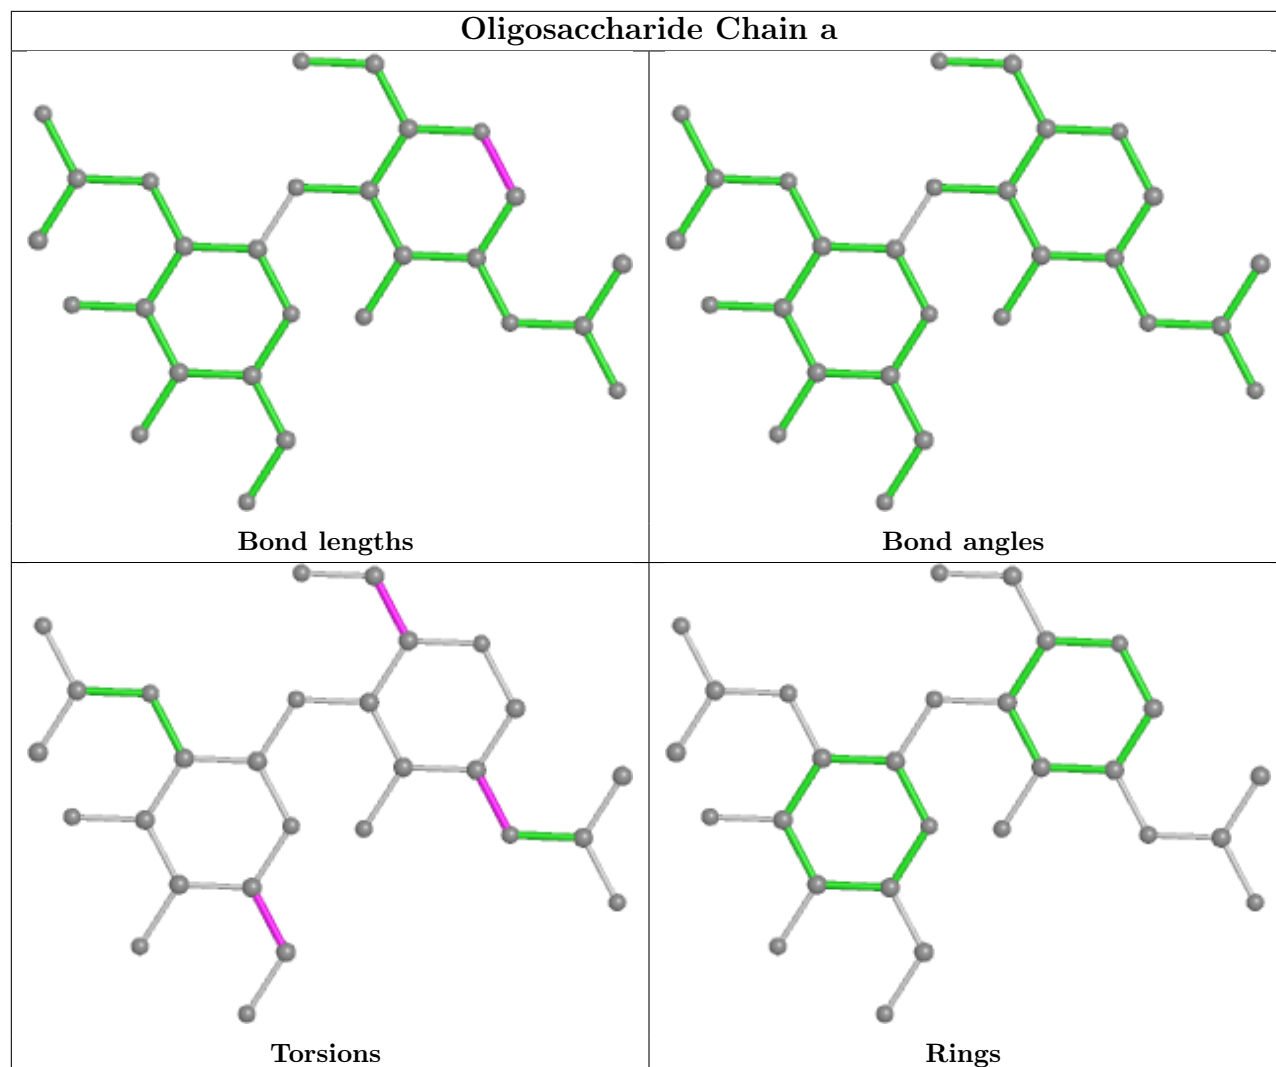 Oligosaccharide Chain a
Bond lengths
Bond angles
Torsions
Rings